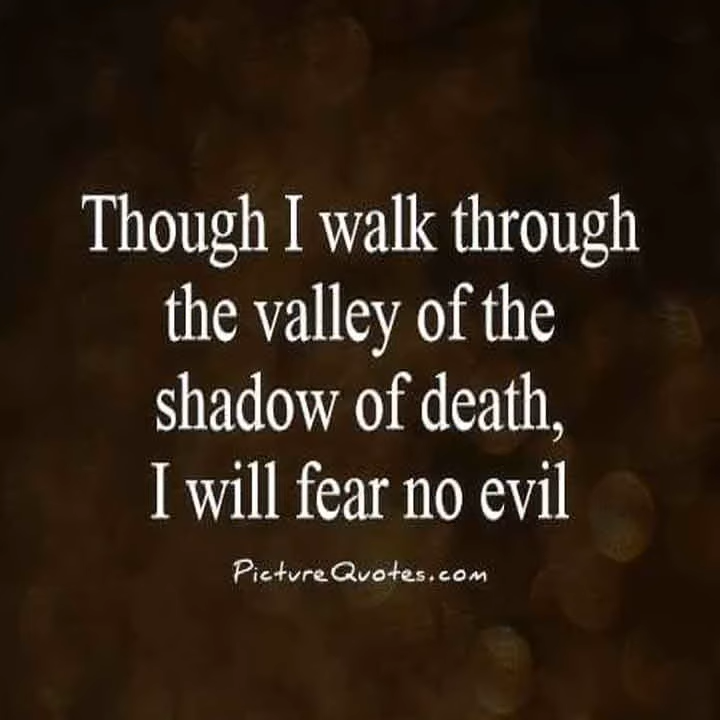 Though I walk through
the valley of the
shadow of death,
I will fear no evil
PictureQuotes.com